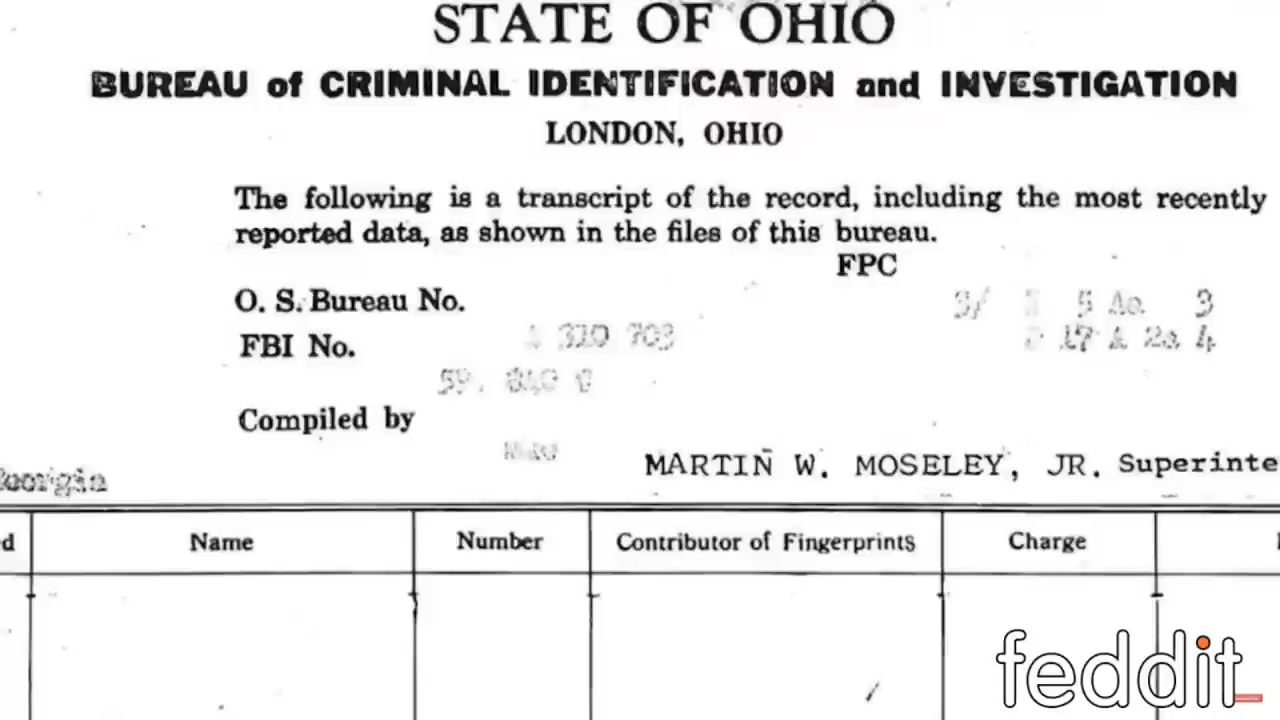 STATE OF OHIO
BUREAU of CRIMINAL IDENTIFICATION and INVESTIGATION
LONDON, OHIO
The following is a transcript of the record, including the most recently
reported data, as shown in the files of this bureau.
FPC
O. S. Bureau No.
FBI No.
Compiled by
MARTIN W. MOSELEY, JR. Superinte
Georgia
d Name Number Contributor of Fingerprints Charge
feddit